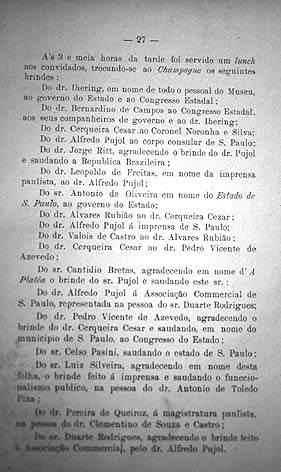 — 27 —
A's 3 e meia horas da tarde foi servido um lunch
aos convidados, trocando-se ao Champagne os seguintes
brindes :
Do dr. Ihering, em nome de todo o pessoal do Museu,
ao governo do Estado e ao Congresso Estadal ;
Do dr. Bernardino de Campos ao Congresso Estadal,
aos seus companheiros de governo e ao dr. Ihering;
Do dr. Cerqueira Cesar ao Coronel Noronha e Silva;
Do dr. Alfredo Pujol ao corpo consular de S. Paulo;
Do dr. Jorge Ritt, agradecendo o brinde do dr. Pujol
e saudando a Republica Brazileira ;
Do dr. Leopoldo de Freitas, em nome da imprensa
paulista, ao dr. Alfredo Pujol ;
Do sr. Antonio de Oliveira em nome do Estado de
S. Paulo, ao governo do Estado;
Do dr. Alvares Rubião ao dr. Cerqueira Cezar ;
Do dr. Alfredo Pujol á imprensa de S. Paulo;
Do dr. Valois de Castro ao dr. Alvares Rubião ;
Do dr. Cerqueira Cesar ao dr. Pedro Vicente de
Azevedo ;
Do sr. Cantidio Bretas, agradecendo em nome d'A
Platéa o brinde do sr. Pujol e saudando este sr. :
Do dr. Alfredo Pujol á Associação Commercial de
S. Paulo, representada na pessoa do sr. Duarte Rodrigues;
Do dr. Pedro Vicente de Azevedo, agradecendo o
brinde do dr. Cerqueira Cesar e saudando, em nome do
municipio de S. Paulo, ao Congresso do Estado ;
Do sr. Celso Pasini, saudando o estado de S. Paulo ;
Do sr. Luiz Silveira, agradecendo em nome desta
folha, o brinde feito á imprensa e saudando o funccio-
nalismo publico, na pessoa do dr. Antonio de Toledo
Piza ;
Do dr. Pereira de Queiroz, á magistratura paulista,
na pessoa do dr. Clementino de Souza e Castro ;
Do sr. Duarte Rodrigues, agradecendo o brinde feito
á Associação Commercial, pelo dr. Alfredo Pujol.